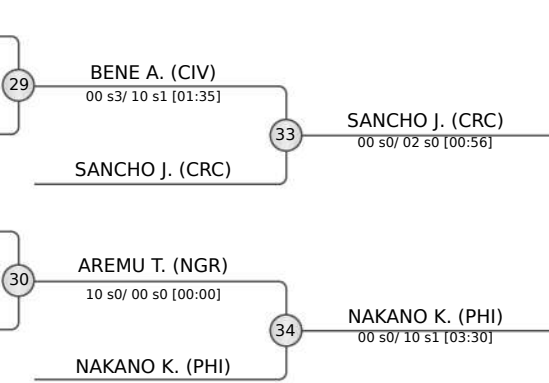 29
BENE A. (CIV)
00 s3/ 10 s1 [01:35]
33
SANCHO J. (CRC)
00 s0/ 02 s0 [00:56]
SANCHO J. (CRC)
30
AREMU T. (NGR)
10 s0/ 00 s0 [00:00]
34
NAKANO K. (PHI)
00 s0/ 10 s1 [03:30]
NAKANO K. (PHI)